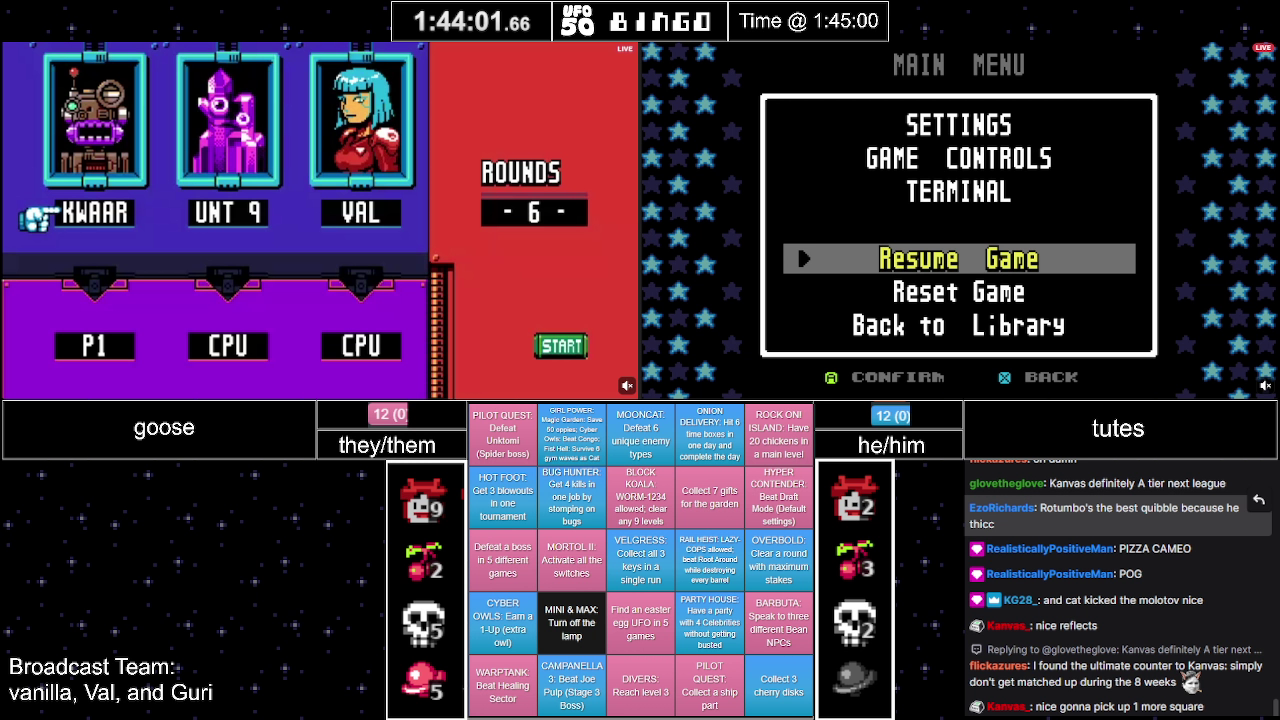 1:44:01.66
UFO 50 BINGO
Time @ 1:45:00
LIVE
KWAAR
UNT 9
VAL
P1
CPU
CPU
ROUNDS
- 6 -
START
LIVE
MAIN MENU
SETTINGS
GAME CONTROLS
TERMINAL
Resume Game
Reset Game
Back to Library
A CONFIRM
X BACK
goose
12 (0)
they/them
12 (0)
he/him
tutes
PILOT QUEST:
Defeat
Unktomi
(Spider boss)
GIRL POWER:
Magic Garden: Save
50 oppies; Cyber
Owls: Beat Congo;
Fist Hell: Survive 6
gym waves as Cat
MOONCAT:
Defeat 6
unique enemy
types
ONION
DELIVERY: Hit 6
time boxes in
one day and
complete the day
ROCK ON!
ISLAND: Have
20 chickens in
a main level
HOT FOOT:
Get 3 blowouts
in one
tournament
BUG HUNTER:
Get 4 kills in
one job by
stomping on
bugs
BLOCK
KOALA:
WORM-1234
allowed; clear
any 9 levels
Collect 7 gifts
for the garden
HYPER
CONTENDER:
Beat Draft
Mode (Default
settings)
Defeat a boss
in 5 different
games
MORTOL II:
Activate all the
switches
VELGRESS:
Collect all 3
keys in a
single run
RAIL HEIST: LAZY-
COPS allowed;
beat Root Around
while destroying
every barrel
OVERBOLD:
Clear a round
with maximum
stakes
CYBER
OWLS: Earn a
1-Up (extra
owl)
MINI & MAX:
Turn off the
lamp
Find an easter
egg UFO in 5
games
PARTY HOUSE:
Have a party
with 4 Celebrities
without getting
busted
BARBUTA:
Speak to three
different Bean
NPCs
WARPTANK:
Beat Healing
Sector
CAMPANELLA
3: Beat Joe
Pulp (Stage 3
Boss)
DIVERS:
Reach level 3
PILOT
QUEST:
Collect a ship
part
Collect 3
cherry disks
9
2
5
5
2
3
2
Broadcast Team:
vanilla, Val, and Guri
glovetheglove: Kanvas definitely A tier next league
EzoRichards: Rotumbo's the best quibble because he
thicc
RealisticallyPositiveMan: PIZZA CAMEO
RealisticallyPositiveMan: POG
KG28_: and cat kicked the molotov nice
Kanvas_: nice reflects
Replying to @glovetheglove: Kanvas definitely A tier next ...
flickazures: I found the ultimate counter to Kanvas: simply
don't get matched up during the 8 weeks
Kanvas_: nice gonna pick up 1 more square